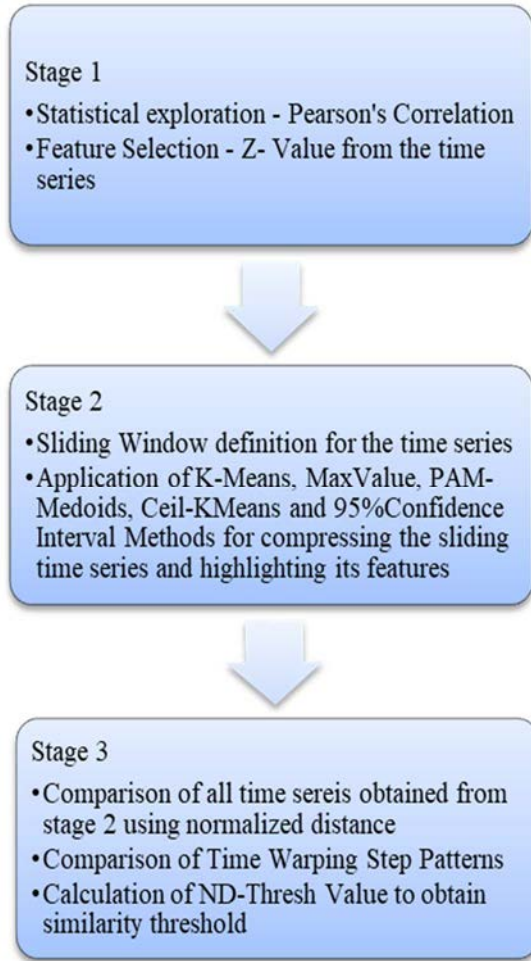 Stage 1
•Statistical exploration - Pearson's Correlation
•Feature Selection - Z- Value from the time
series
Stage 2
•Sliding Window definition for the time series
•Application of K-Means, MaxValue, PAM-
Medoids, Ceil-KMeans and 95%Confidence
Interval Methods for compressing the sliding
time series and highlighting its features
Stage 3
•Comparison of all time sereis obtained from
stage 2 using normalized distance
•Comparison of Time Warping Step Patterns
•Calculation of ND-Thresh Value to obtain
similarity threshold